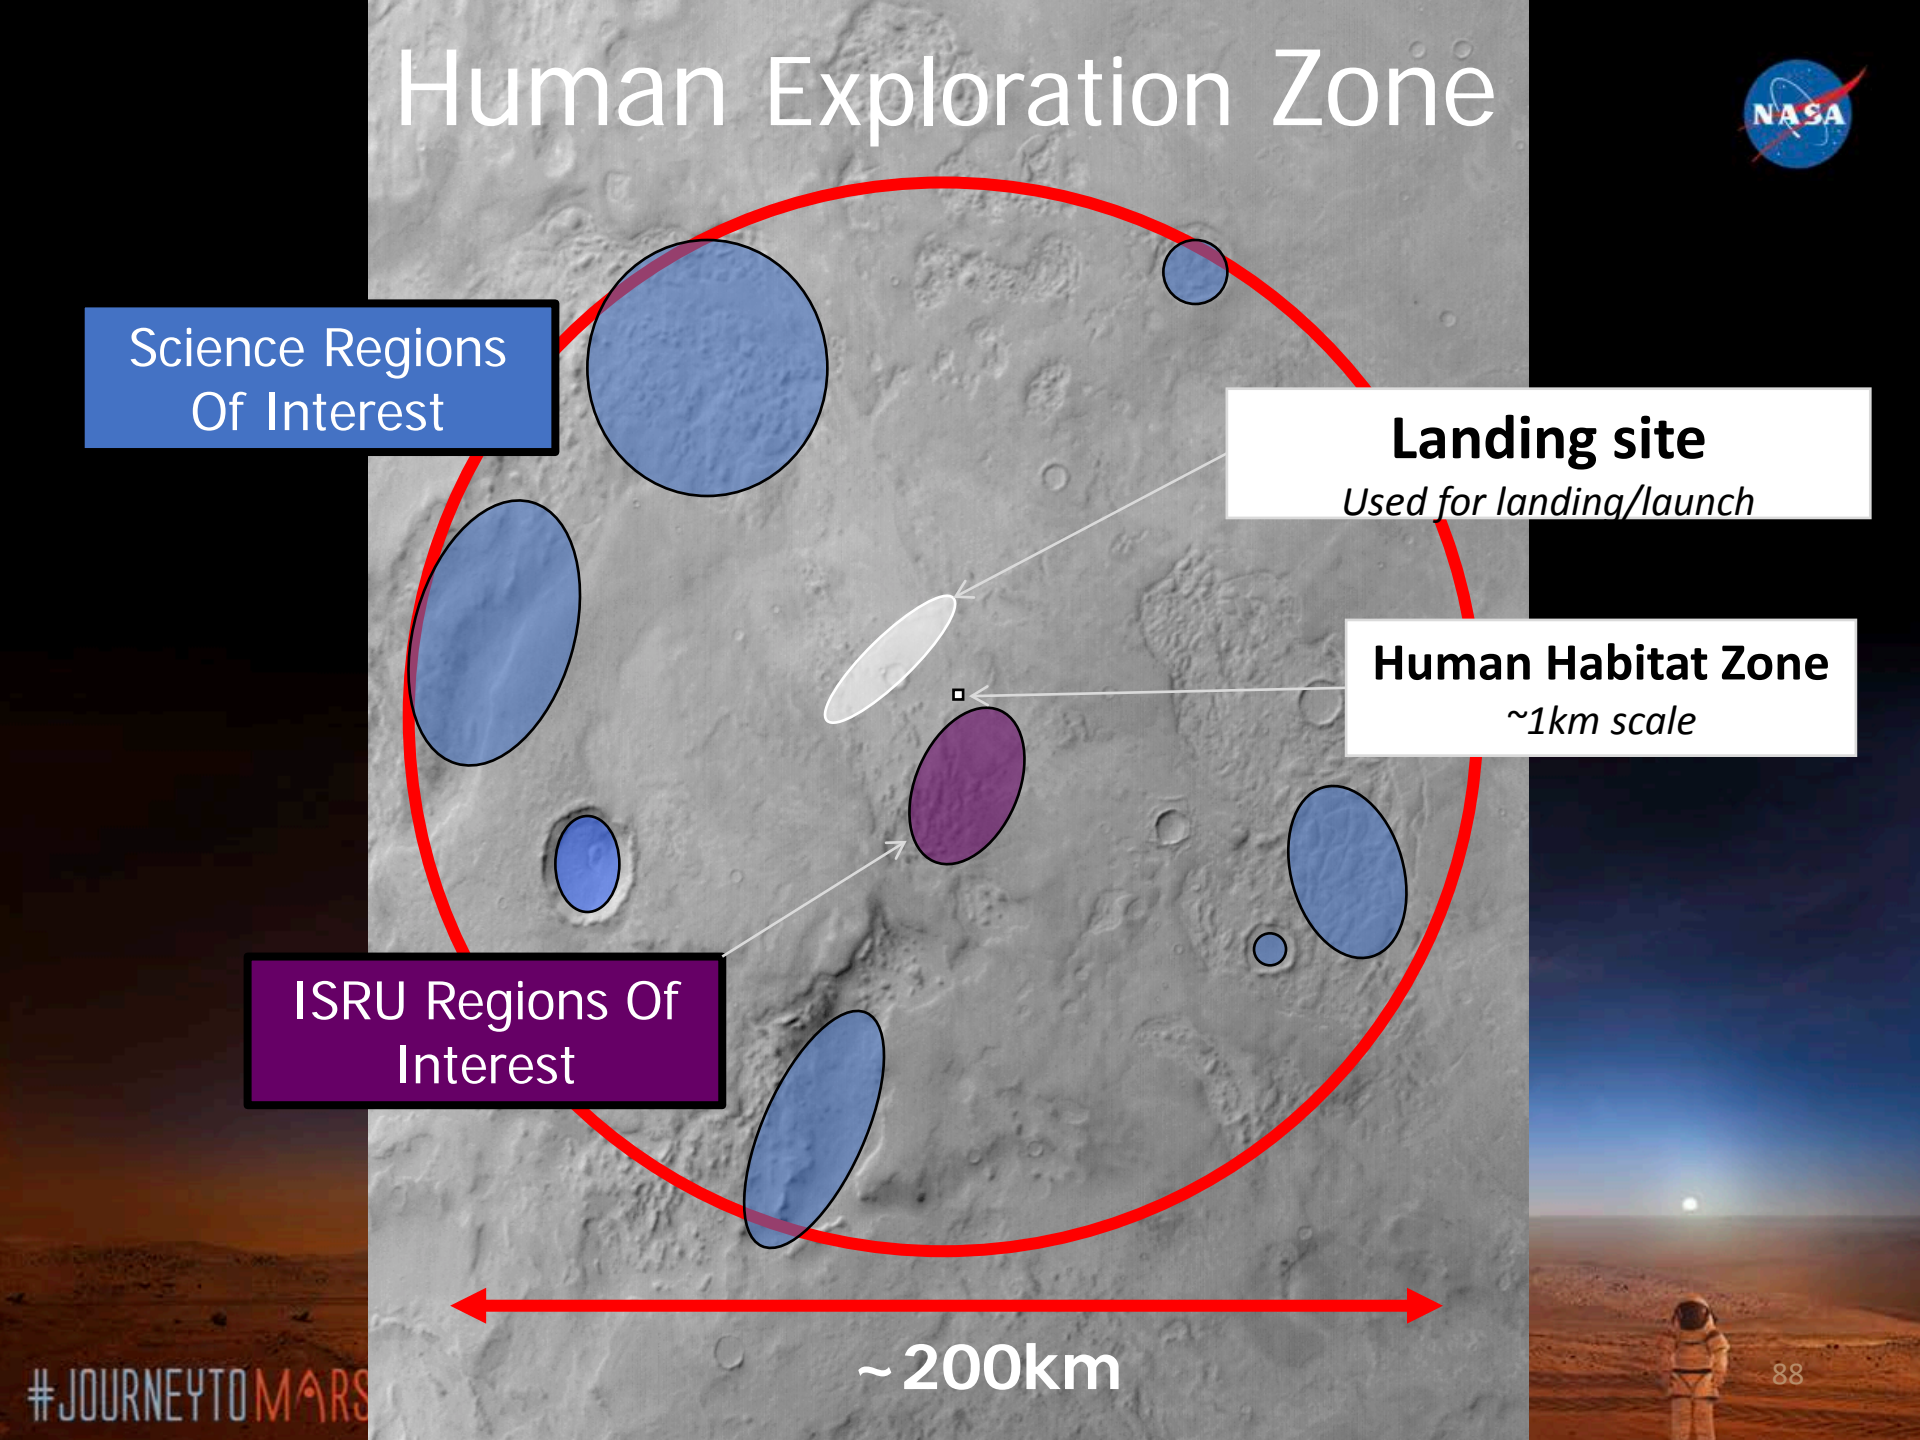 Human Exploration Zone
NASA
Science Regions
Of Interest
Landing site
Used for landing/launch
Human Habitat Zone
~1km scale
ISRU Regions Of
Interest
~200km
#JOURNEYTOMARS
88